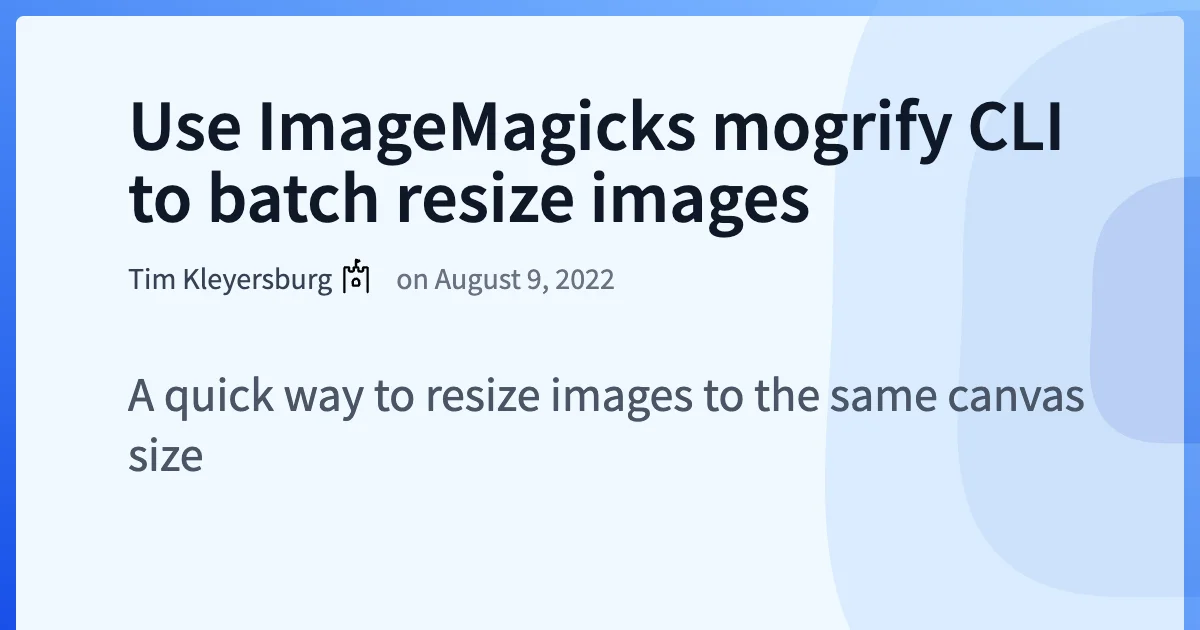 Use ImageMagicks mogrify CLI
to batch resize images
Tim Kleyersburg on August 9, 2022
A quick way to resize images to the same canvas
size